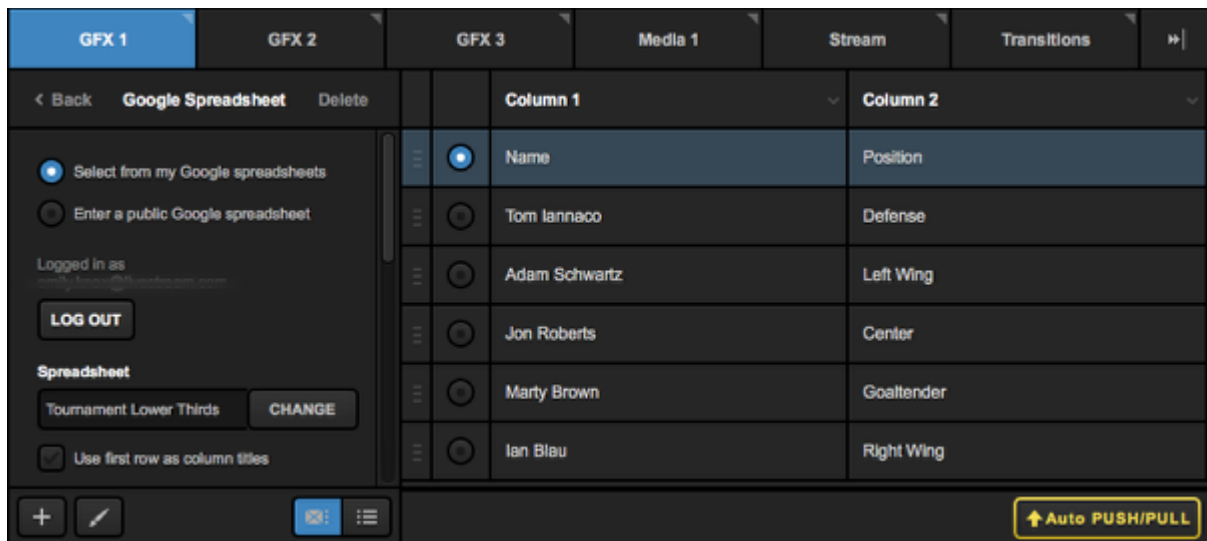 GFX 1 GFX 2 GFX 3 Media 1 Stream Transitions
< Back Google Spreadsheet Delete
Column 1 Column 2
Select from my Google spreadsheets
Enter a public Google spreadsheet
Logged in as
LOG OUT
Spreadsheet
Tournament Lower Thirds CHANGE
Use first row as column titles
Name Position
Tom Iannaco Defense
Adam Schwartz Left Wing
Jon Roberts Center
Marty Brown Goaltender
Ian Blau Right Wing
Auto PUSH/PULL